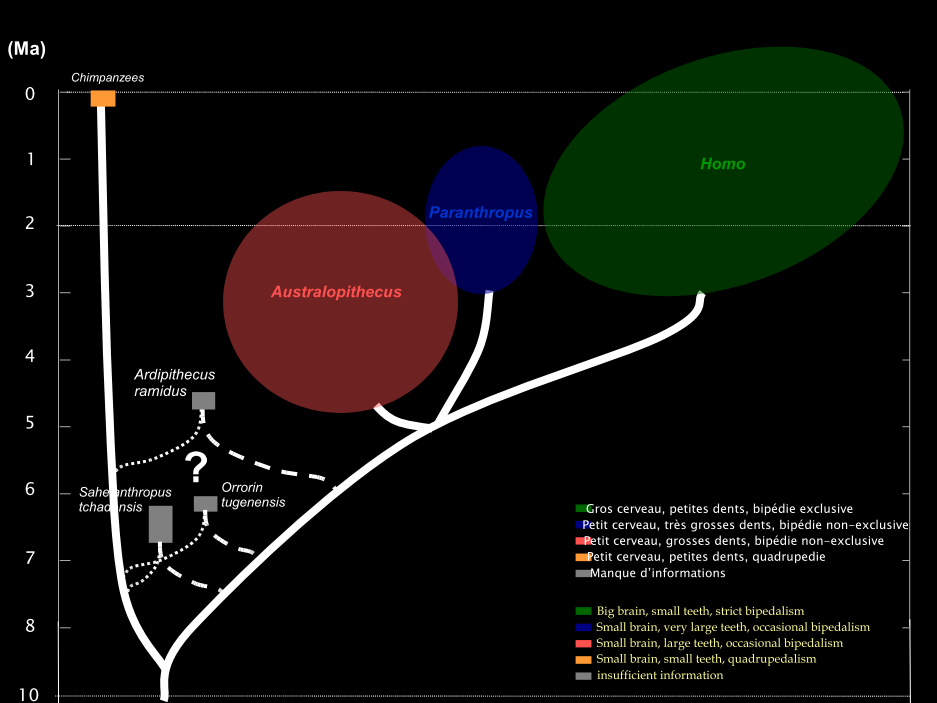 (Ma)
Chimpanzees
0
1
Homo
2
Paranthropus
3
Australopithecus
4
Ardipithecus
ramidus
5
?
6
Sahelanthropus
tchadensis
Orrorin
tugenensis
7
8
10
Gros cerveau, petites dents, bipédie exclusive
Petit cerveau, très grosses dents, bipédie non-exclusive
Petit cerveau, grosses dents, bipédie non-exclusive
Petit cerveau, petites dents, quadrupedie
Manque d'informations
Big brain, small teeth, strict bipedalism
Small brain, very large teeth, occasional bipedalism
Small brain, large teeth, occasional bipedalism
Small brain, small teeth, quadrupedalism
insufficient information